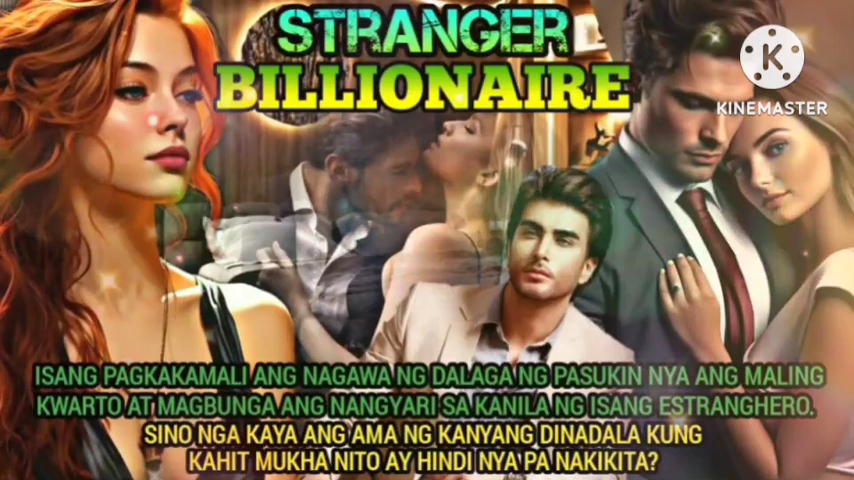 STRANGER
BILLIONAIRE
K
KINEMASTER
ISANG PAGKAKAMALI ANG NAGAWA NG DALAGA NG PASUKIN NYA ANG MALING
KWARTO AT MAGBUNGA ANG NANGYARI SA KANILA NG ISANG ESTRANGHERO.
SINO NGA KAYA ANG AMA NG KANYANG DINADALA KUNG
KAHIT MUKHA NITO AY HINDI NYA PA NAKIKITA?